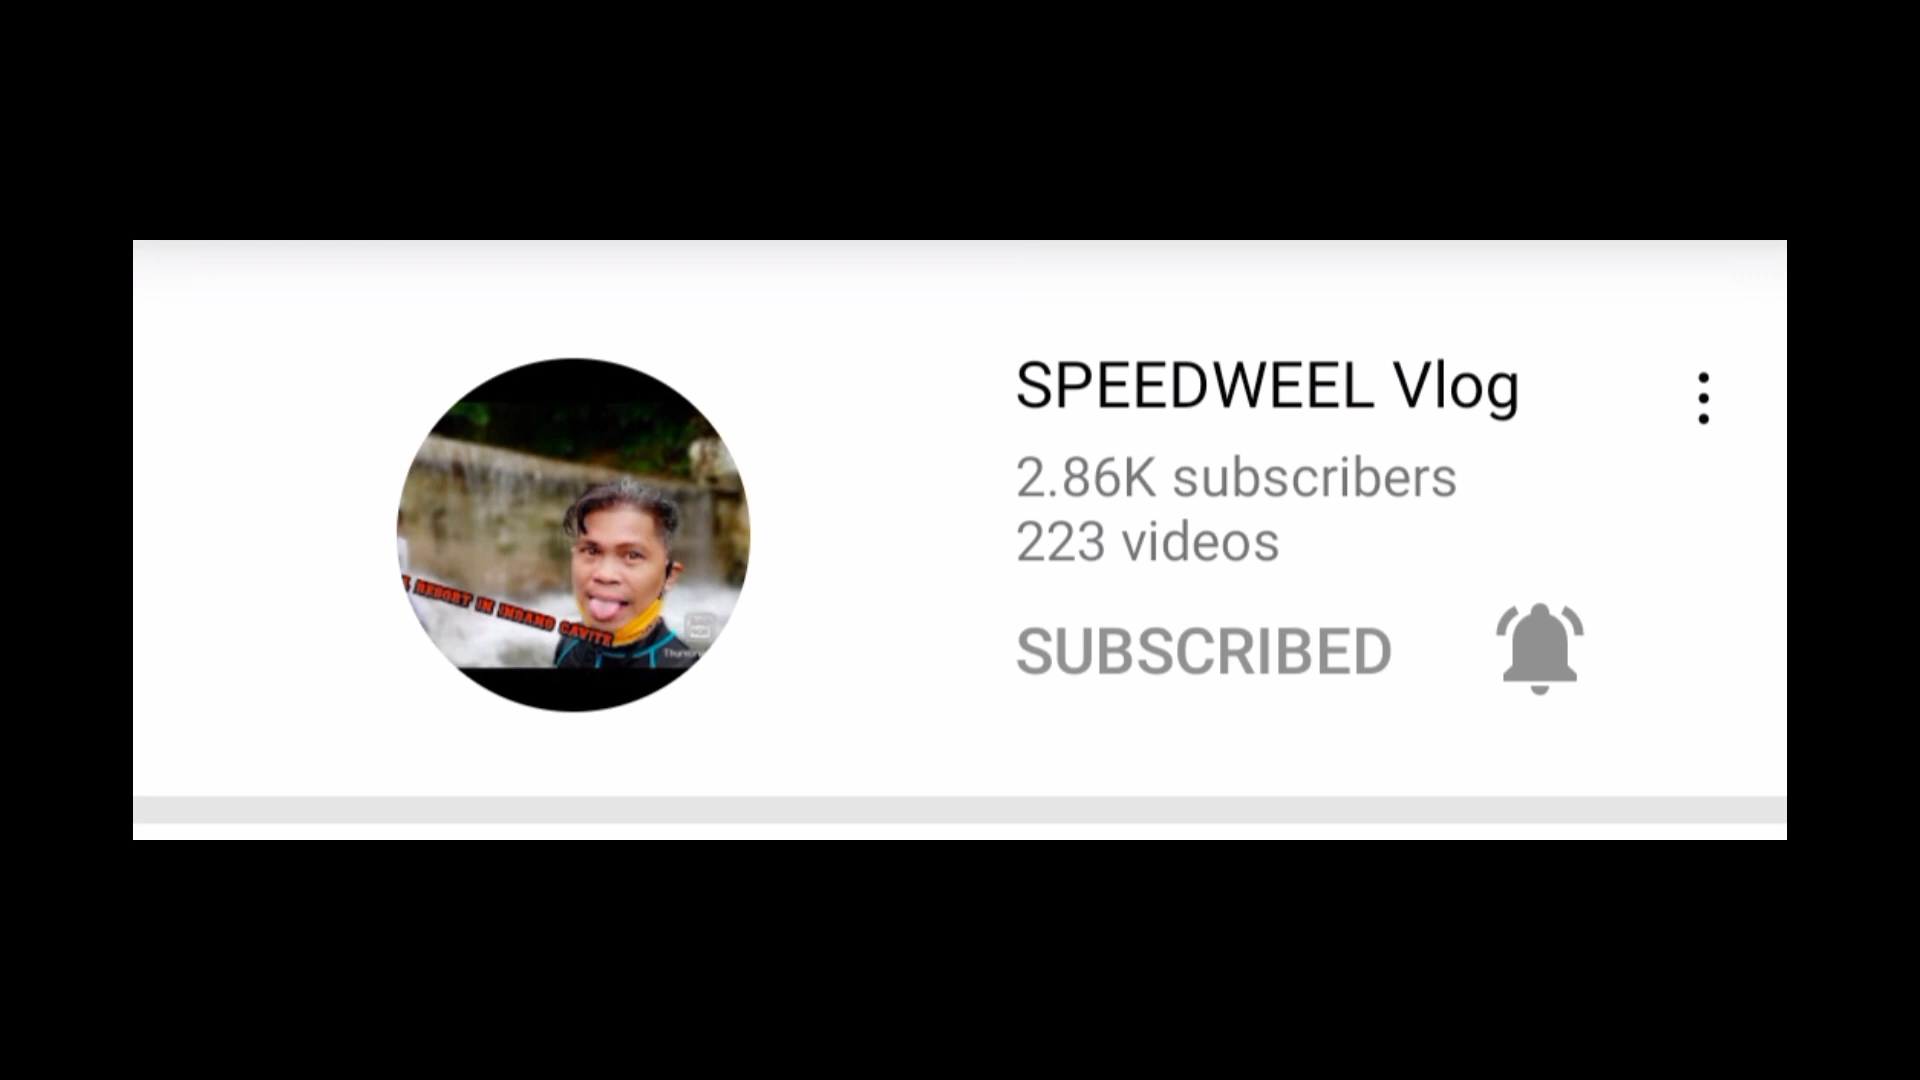 SPEEDWEEL Vlog
2.86K subscribers
223 videos
SUBSCRIBED
RESORT IN INDANG CAVITE